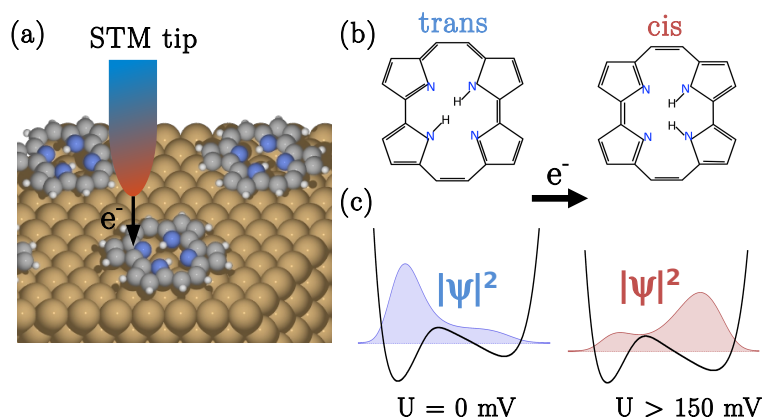 (a)
STM tip
e-
(b)
trans
cis
N
N
H
H
N
N
N
N
H
H
N
N
e-
(c)
|ψ|²
|ψ|²
U = 0 mV
U > 150 mV